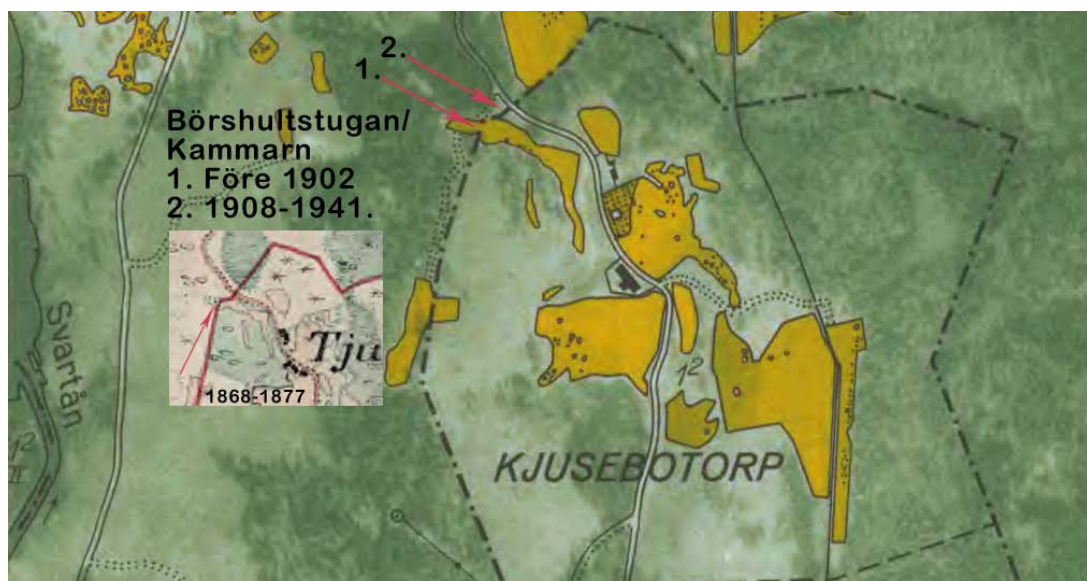 2.
1.
Börshultstugan/
Kammarn
1. Före 1902
2. 1908-1941.
Tju
1868-1877
Svartån
1²
KJUSEBOTORP